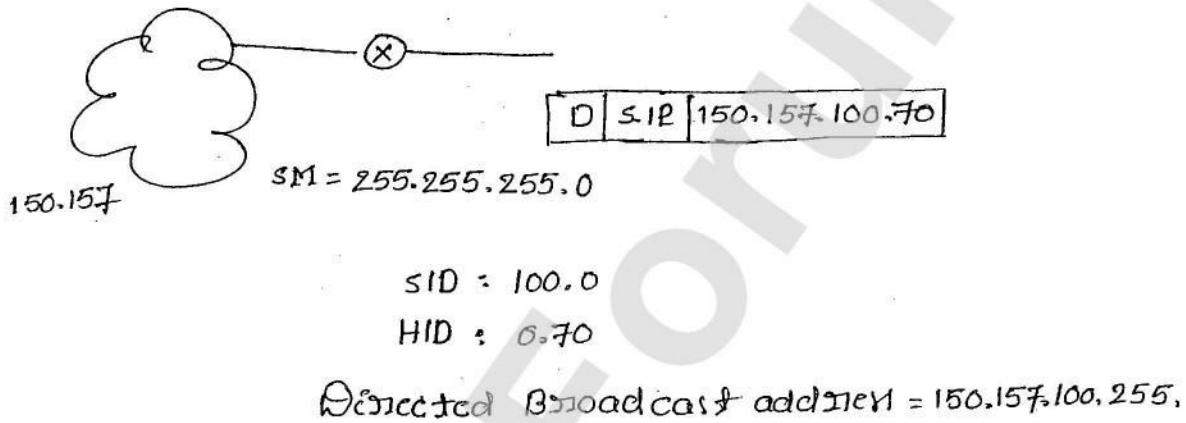 D S.IP 150.157.100.70
150.157
SM = 255.255.255.0
SID : 100.0
HID : 0.70
Directed Broadcast address = 150.157.100.255.